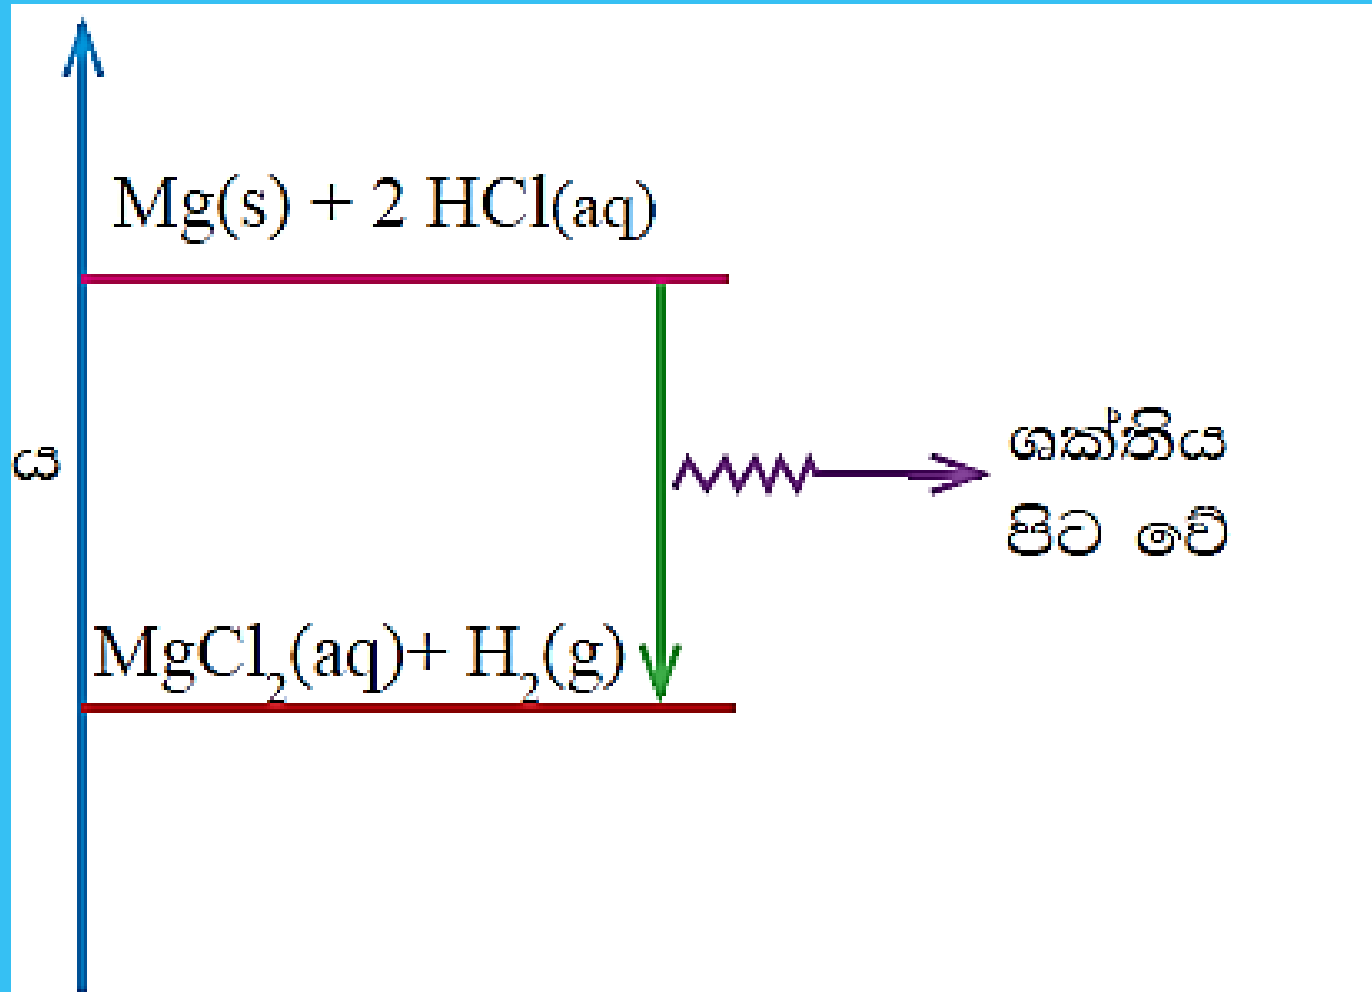 Mg(s) + 2 HCl(aq)
ය
ශක්තිය
පිට වේ
MgCl₂(aq)+ H₂(g)